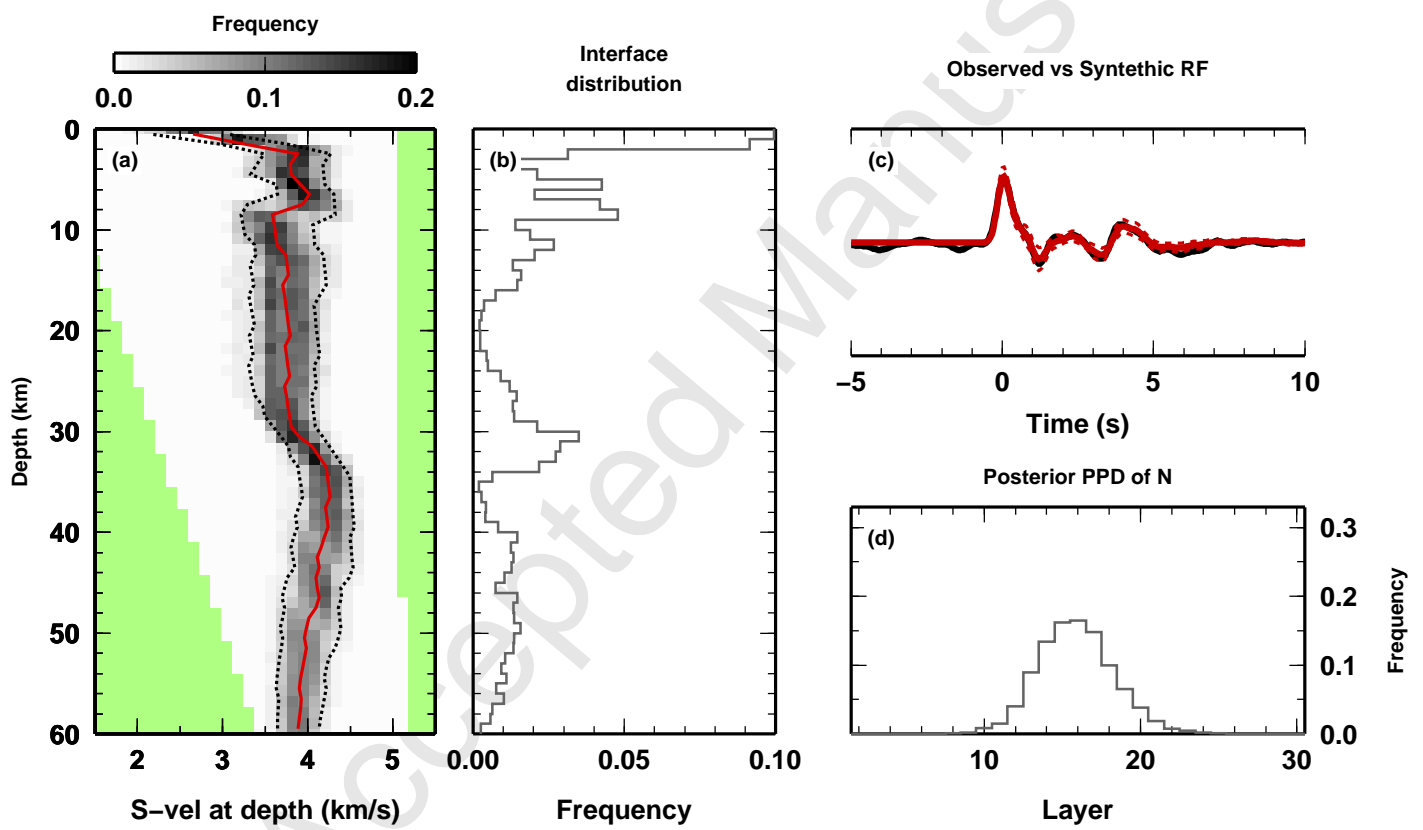 Frequency
0.0 0.1 0.2
Interface
distribution
Observed vs Syntethic RF
(a)
(b)
(c)
0
10
20
30
40
50
60
Depth (km)
2 3 4 5
S−vel at depth (km/s)
0.00 0.05 0.10
Frequency
−5 0 5 10
Time (s)
Posterior PPD of N
(d)
0.3
0.2
0.1
0.0
Frequency
10 20 30
Layer
Accepted Manus